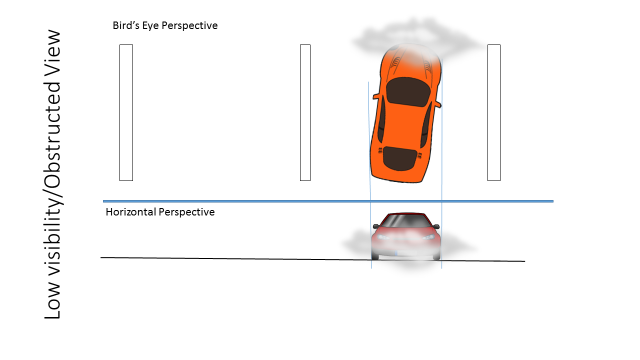 Low visibility/Obstructed View
Bird's Eye Perspective
Horizontal Perspective